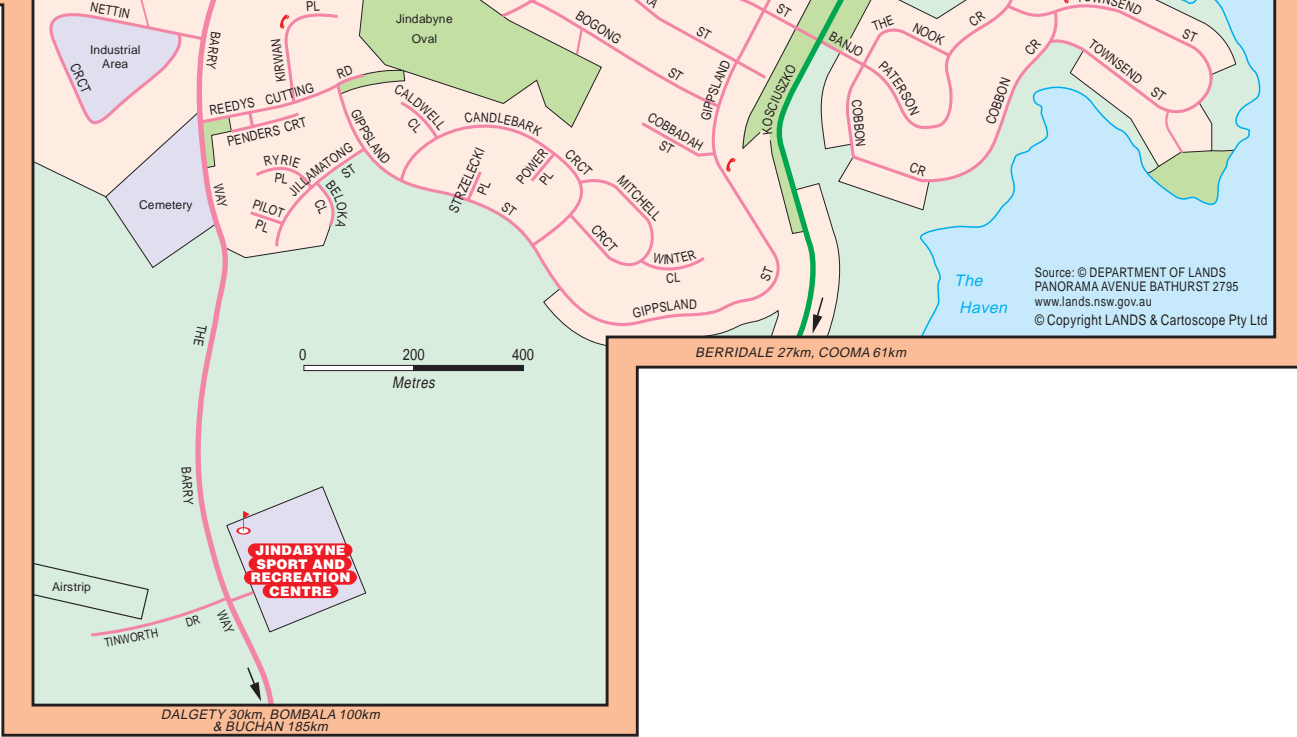 NETTIN
CRCT
Industrial
Area
BARRY
PL
KIRWAN
Jindabyne
Oval
REEDYS CUTTING RD
PENDERS CRT
GIPPSLAND
CALDWELL
CL
CANDLEBARK
CRCT
BOGONG
ST
ST
GIPPSLAND
ST
BANJO
PATERSON
THE
NOOK
CR
KOSCIUSZKO
COBBON
CR
COBBON
CR
TOWNSEND
ST
TOWNSEND
ST
COBBADAH
ST
RYRIE
PL
JILLAMATONG
ST
BELOKA
CL
PILOT
PL
STRZELECKI
PL
POWER
PL
ST
MITCHELL
CRCT
WINTER
CL
GIPPSLAND
ST
Cemetery
WAY
THE
BARRY
WAY
The
Haven
Source: © DEPARTMENT OF LANDS
PANORAMA AVENUE BATHURST 2795
www.lands.nsw.gov.au
© Copyright LANDS & Cartoscope Pty Ltd
BERRIDALE 27km, COOMA 61km
0 200 400
Metres
JINDABYNE
SPORT AND
RECREATION
CENTRE
Airstrip
TINWORTH DR
DALGETY 30km, BOMBALA 100km
& BUCHAN 185km